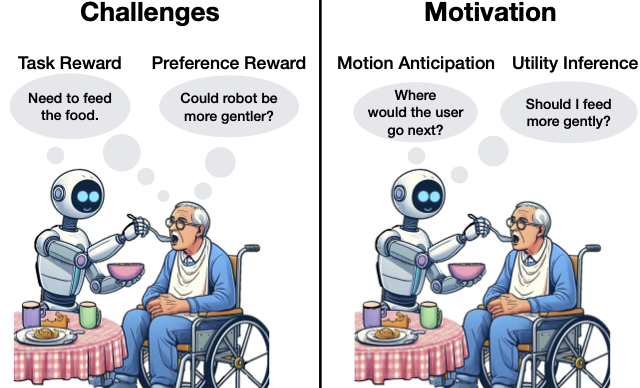 Challenges
Task Reward
Preference Reward
Need to feed
the food.
Could robot be
more gentler?
Motivation
Motion Anticipation
Utility Inference
Where
would the user
go next?
Should I feed
more gently?